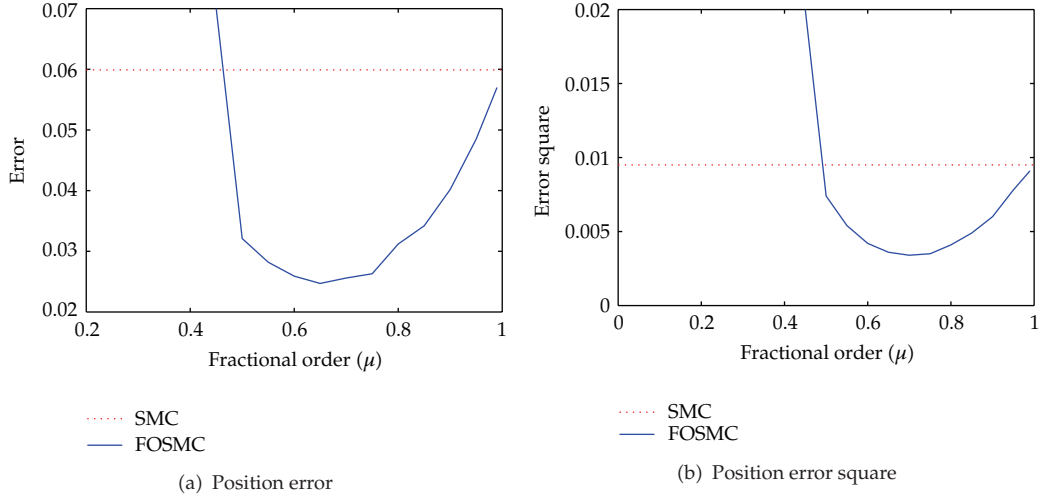 0.07
0.06
0.05
0.04
0.03
0.02
Error
0.2
0.4
0.6
0.8
1
Fractional order (μ)
SMC
FOSMC
(a) Position error
0.02
0.015
0.01
0.005
0
Error square
0
0.2
0.4
0.6
0.8
1
Fractional order (μ)
SMC
FOSMC
(b) Position error square